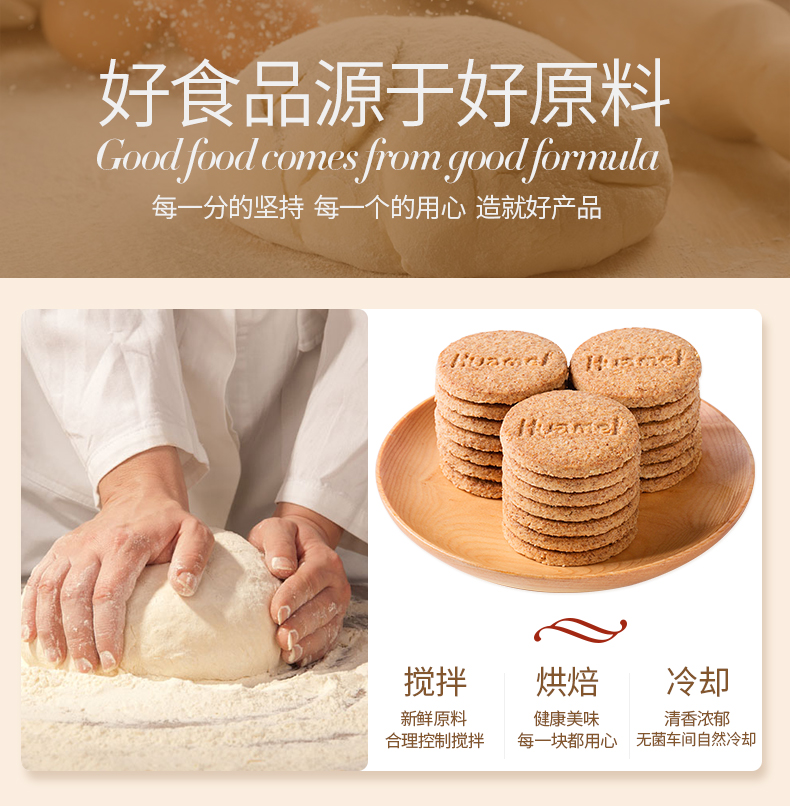 好食品源于好原料
Good food comes from good formula
每一分的坚持 每一个的用心 造就好产品
Huamei
Huamei
Huamei
搅拌
新鲜原料
合理控制搅拌
烘焙
健康美味
每一块都用心
冷却
清香浓郁
无菌车间自然冷却